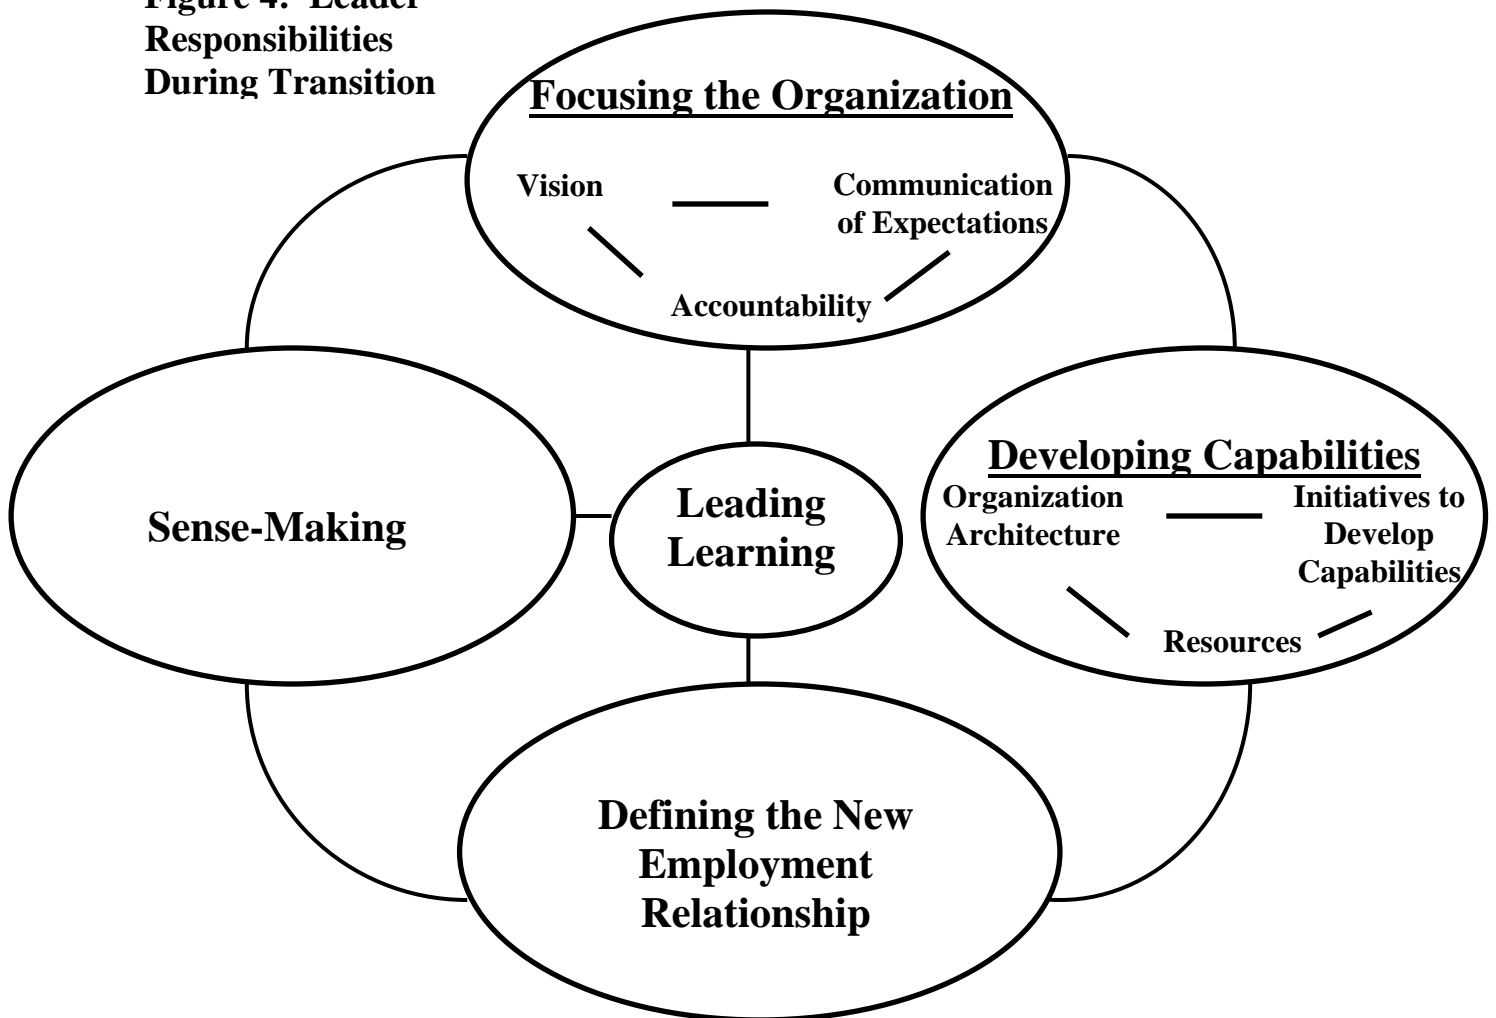 Figure 4: Leader
Responsibilities
During Transition
Focusing the Organization
Vision
Communication
of Expectations
Accountability
Sense-Making
Leading
Learning
Developing Capabilities
Organization
Architecture
Initiatives to
Develop
Capabilities
Resources
Defining the New
Employment
Relationship